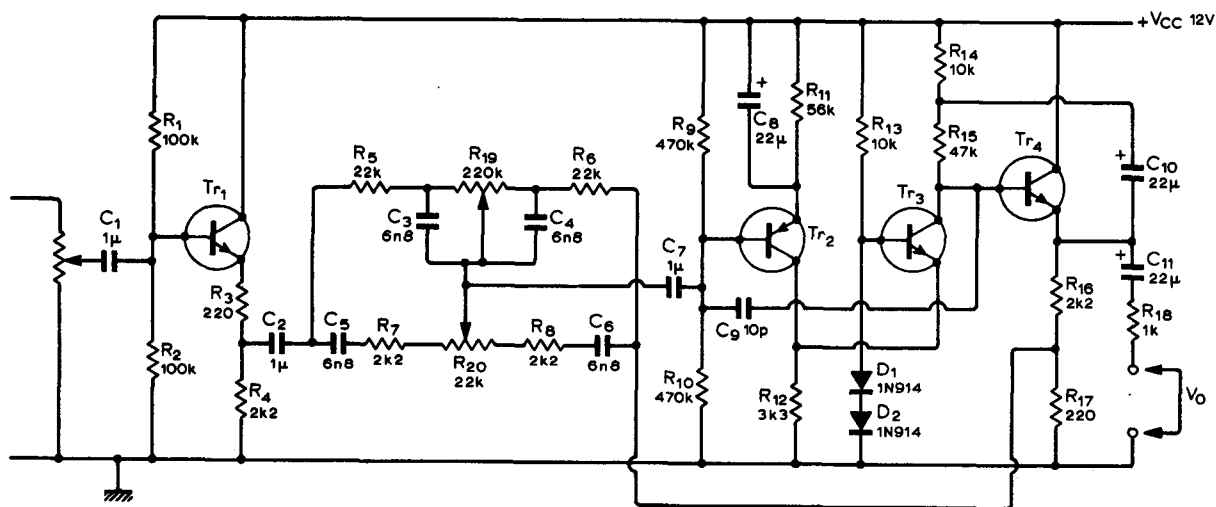 +VCC 12V
R14
10k
R11
56k
C8
22µ
+
R1
100k
R9
470k
R13
10k
R15
47k
Tr4
+
C10
22µ
R5
22k
R19
220k
R6
22k
Tr1
C3
6n8
C4
6n8
Tr2
Tr3
C1
1µ
C7
1µ
+
C11
22µ
R3
220
R16
2k2
C9 10p
R18
1k
C2
1µ
C5
6n8
R7
2k2
R20
22k
R8
2k2
C6
6n8
R2
100k
R4
2k2
R10
470k
R12
3k3
D1
1N914
D2
1N914
R17
220
VO